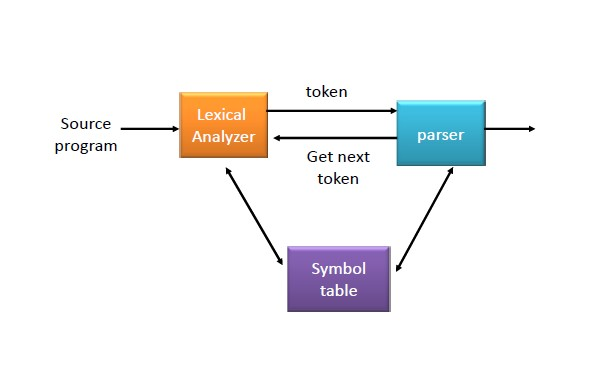 token
Lexical
Analyzer
Source
program
parser
Get next
token
Symbol
table